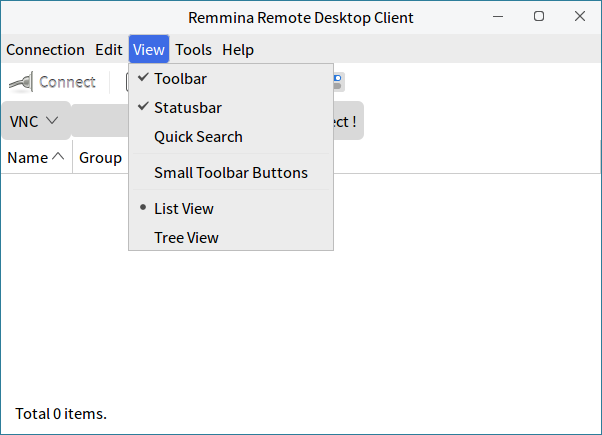 Remmina Remote Desktop Client
Connection Edit View Tools Help
Connect
Toolbar
Statusbar
VNC
ect !
Quick Search
Name Group
Small Toolbar Buttons
List View
Tree View
Total 0 items.